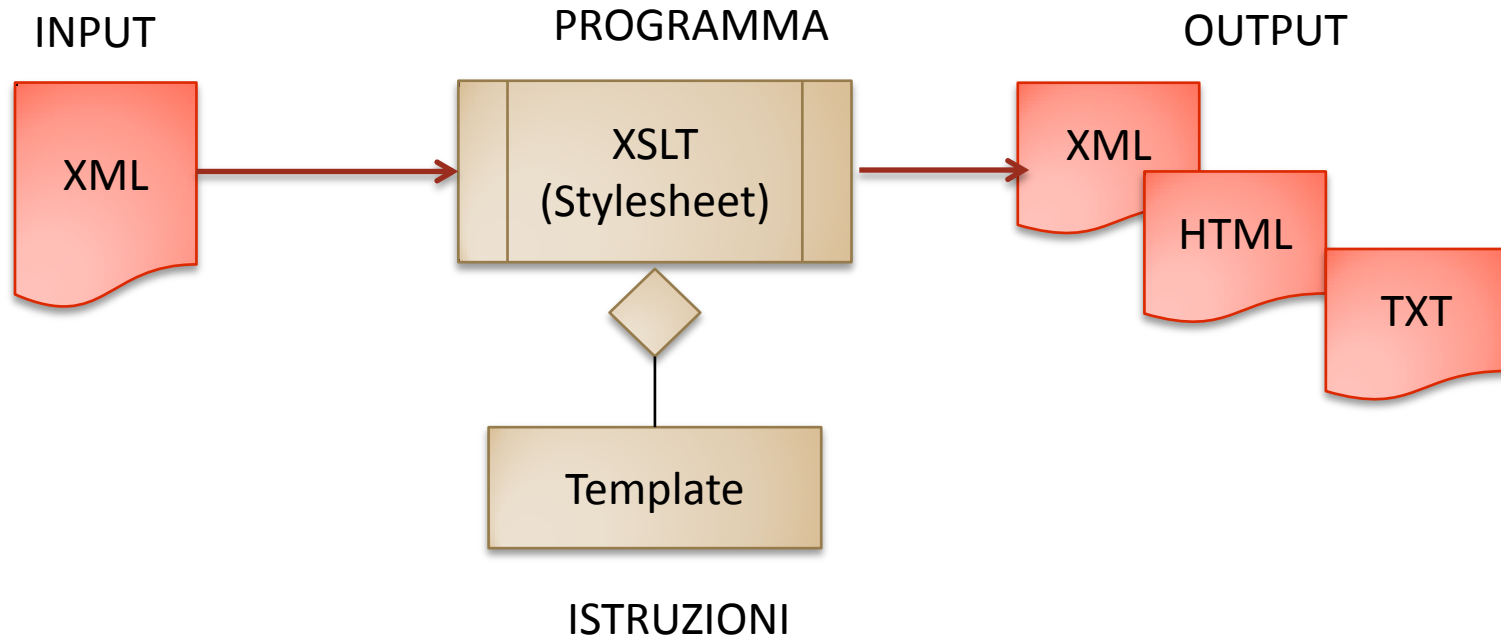 INPUT
PROGRAMMA
OUTPUT
XML
XSLT
(Stylesheet)
XML
HTML
TXT
Template
ISTRUZIONI